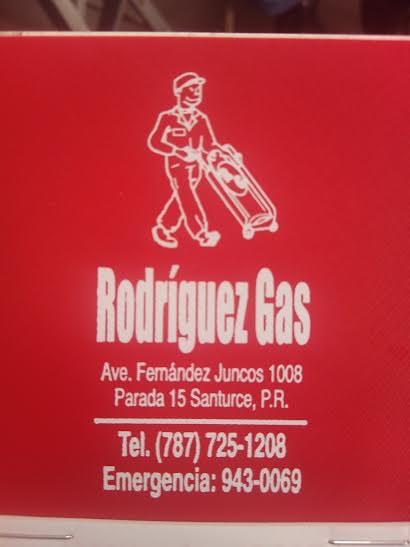 Rodríguez Gas
Ave. Fernández Juncos 1008
Parada 15 Santurce, P.R.
Tel. (787) 725-1208
Emergencia: 943-0069